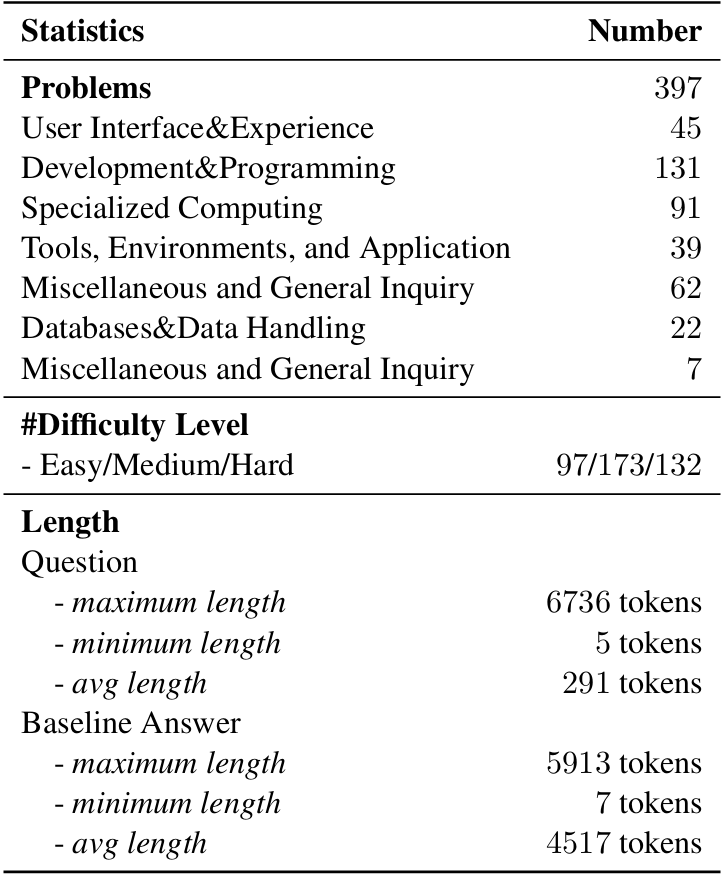 Statistics Number
Problems 397
User Interface&Experience 45
Development&Programming 131
Specialized Computing 91
Tools, Environments, and Application 39
Miscellaneous and General Inquiry 62
Databases&Data Handling 22
Miscellaneous and General Inquiry 7
#Difficulty Level
- Easy/Medium/Hard 97/173/132
Length
Question
- maximum length 6736 tokens
- minimum length 5 tokens
- avg length 291 tokens
Baseline Answer
- maximum length 5913 tokens
- minimum length 7 tokens
- avg length 4517 tokens